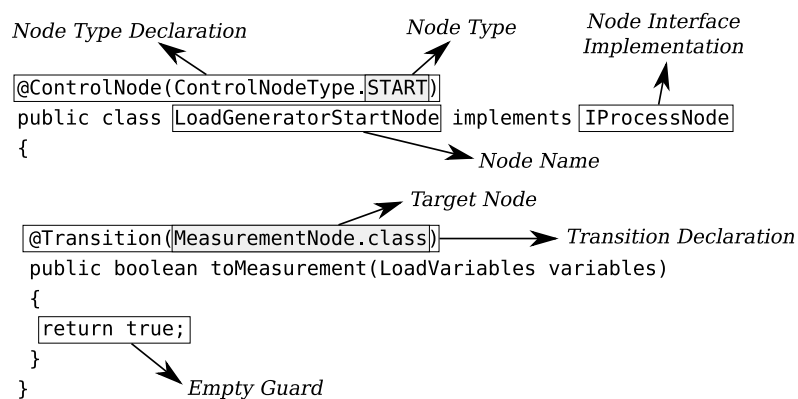 Node Type Declaration
Node Type
Node Interface
Implementation
@ControlNode(ControlNodeType.START)
public class LoadGeneratorStartNode implements IProcessNode
{
Node Name
Target Node
@Transition(MeasurementNode.class)
Transition Declaration
public boolean toMeasurement(LoadVariables variables)
{
return true;
}
Empty Guard
}